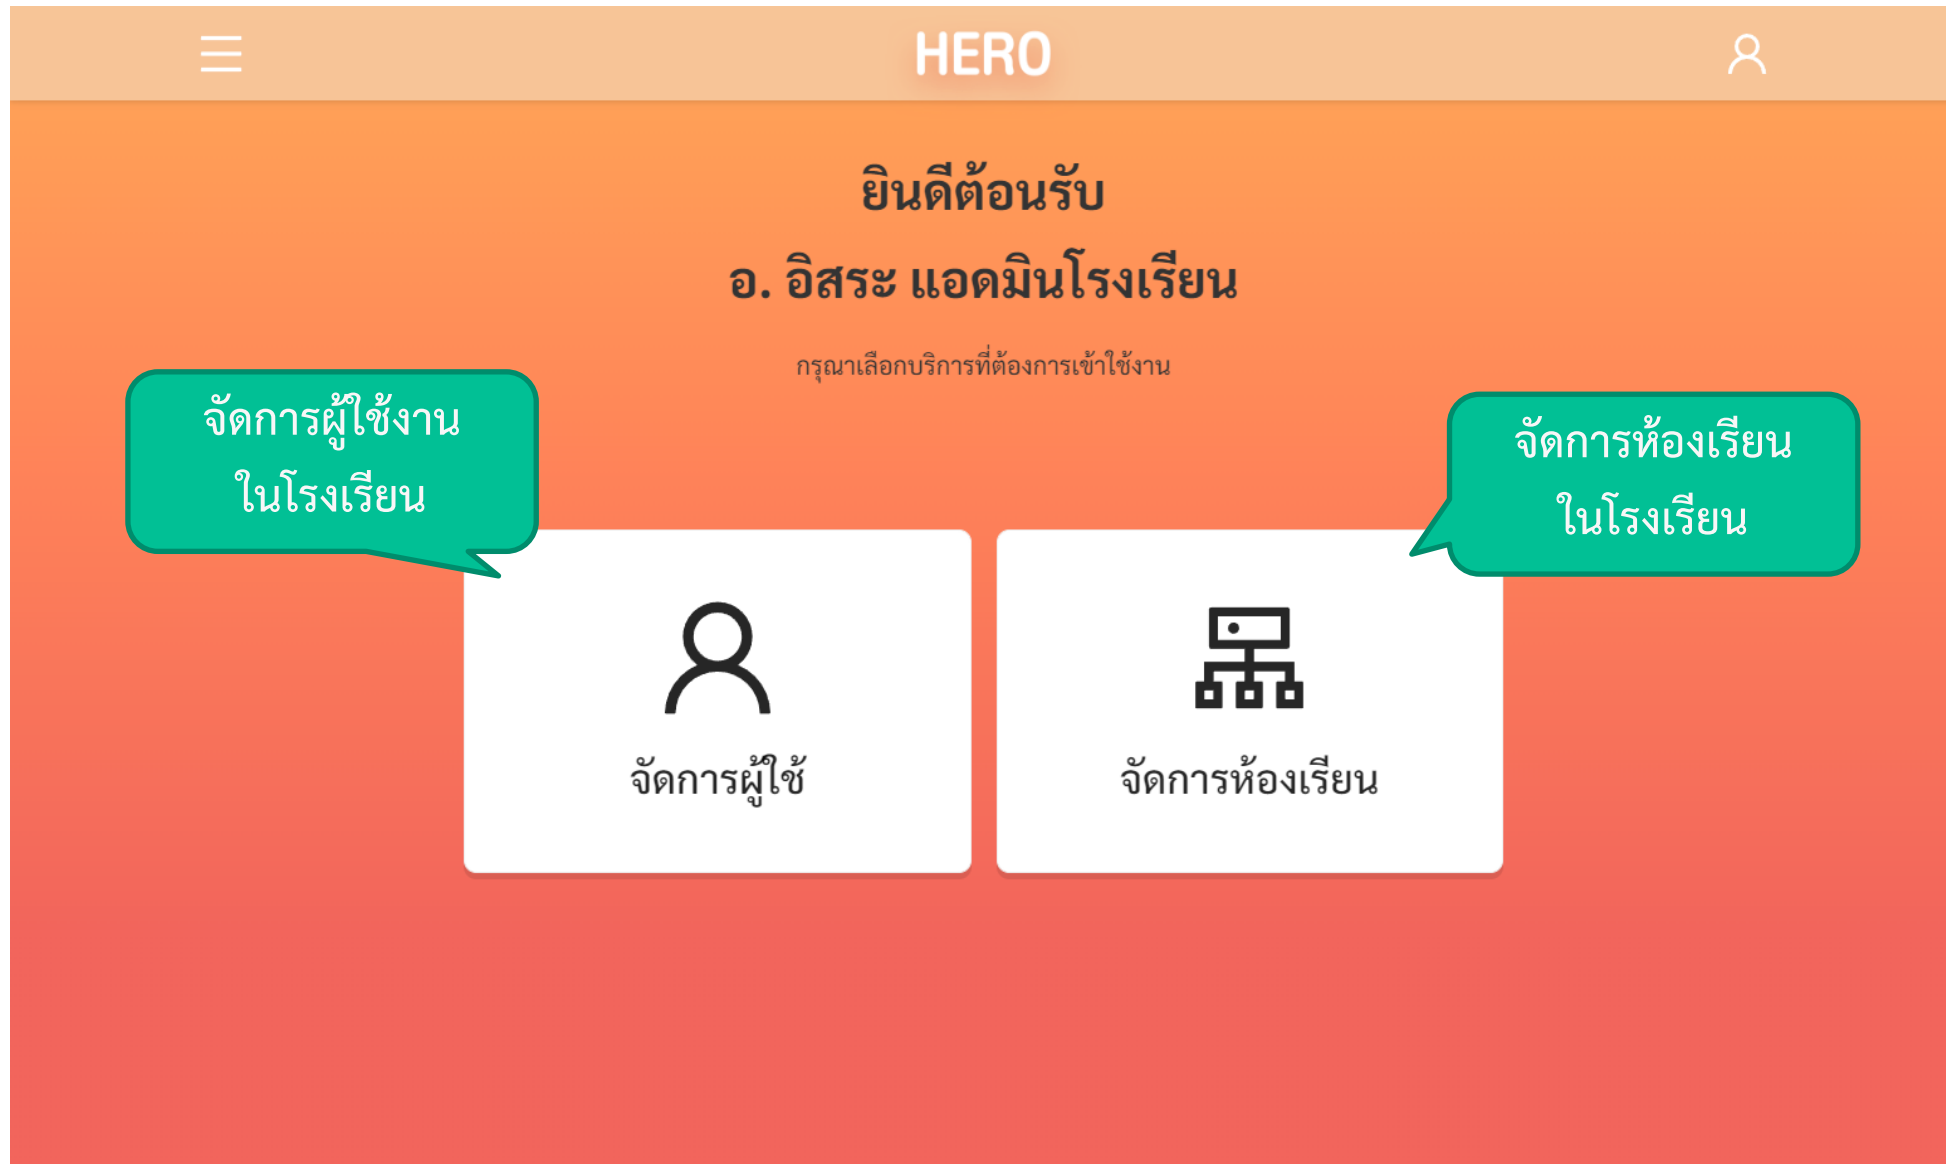 HERO
ยินดีต้อนรับ
อ. อิสระ แอดมินโรงเรียน
กรุณาเลือกบริการที่ต้องการเข้าใช้งาน
จัดการผู้ใช้งาน
ในโรงเรียน
จัดการห้องเรียน
ในโรงเรียน
จัดการผู้ใช้
จัดการห้องเรียน